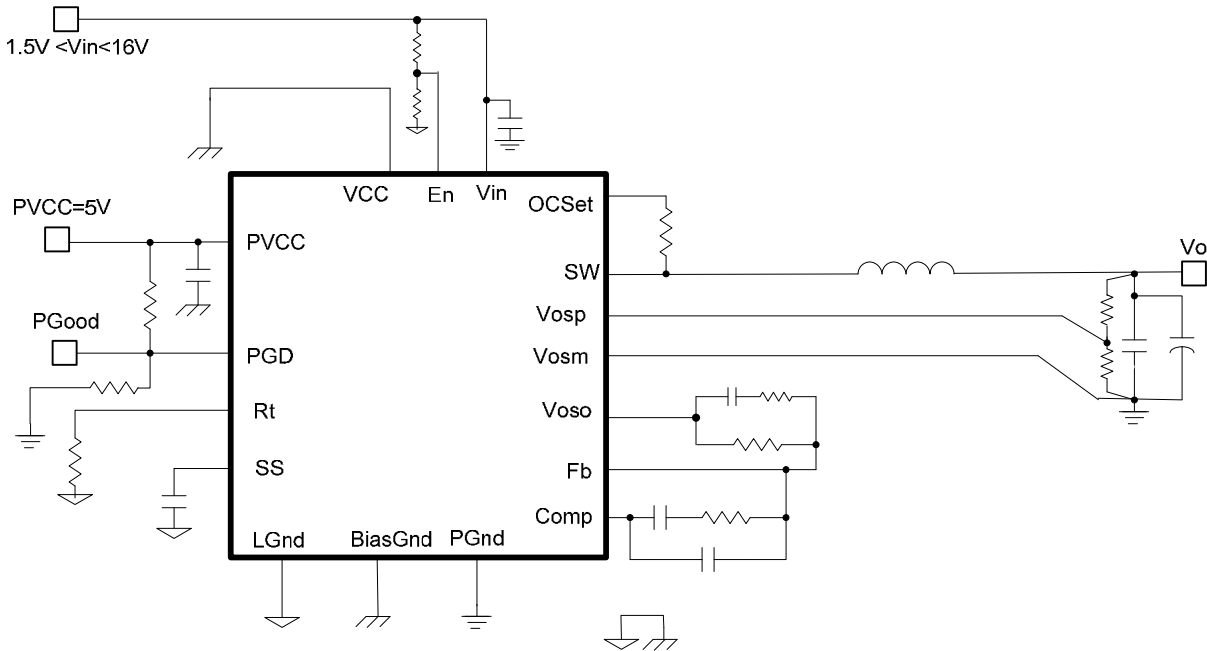 1.5V <Vin<16V
VCC
En
Vin
OCSet
PVCC=5V
PVCC
SW
Vo
Vosp
PGood
PGD
Vosm
Rt
Voso
SS
Fb
Comp
LGnd
BiasGnd
PGnd